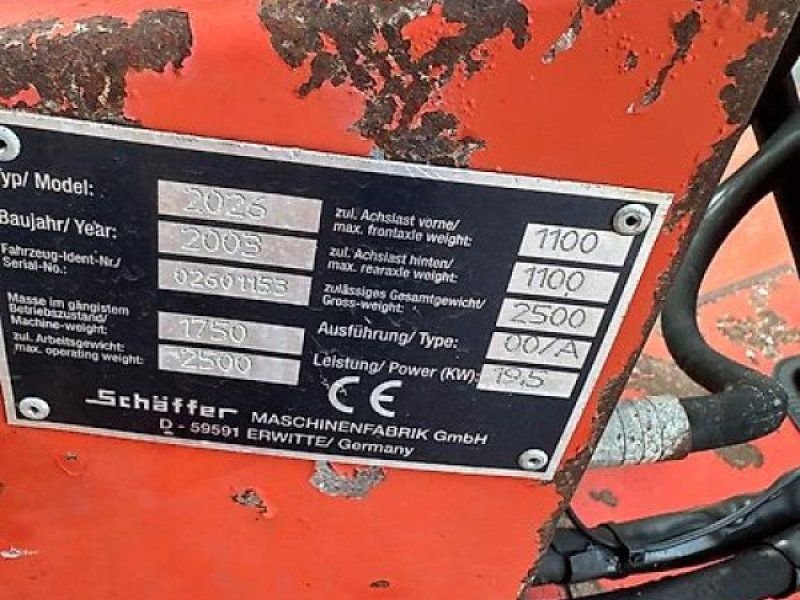 Typ/ Model: 2026
Baujahr/ Year: 2003
Fahrzeug-Ident-Nr./
Serial-No.: 02601153
Masse im gängistem
Betriebszustand/
Machine-weight: 1750
zul. Arbeitsgewicht:
max. operating weight: 2500
zul. Achslast vorne/
max. frontaxle weight: 1100
zul. Achslast hinten/
max. rearaxle weight: 1100
zulässiges Gesamtgewicht/
Gross-weight: 2500
Ausführung/ Type: 00/A
Leistung/ Power (KW): 19,5
CE
Schäffer MASCHINENFABRIK GmbH
D - 59591 ERWITTE/ Germany